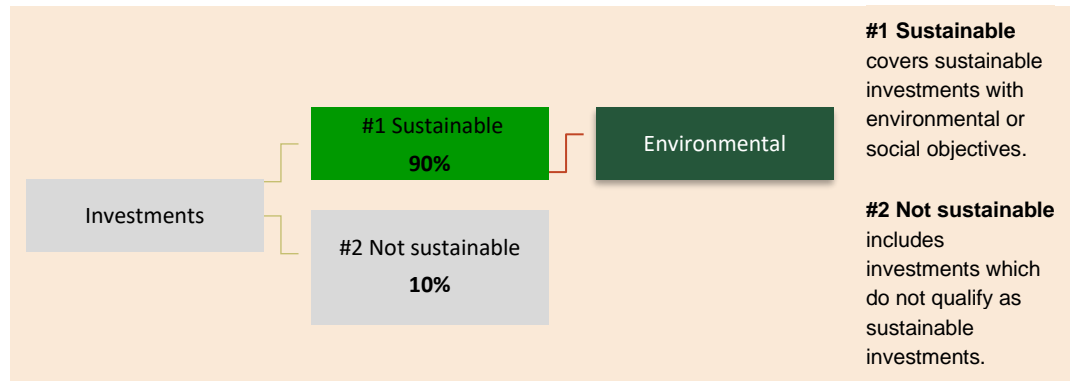 Investments
#1 Sustainable
90%
Environmental
#2 Not sustainable
10%
#1 Sustainable
covers sustainable
investments with
environmental or
social objectives.
#2 Not sustainable
includes
investments which
do not qualify as
sustainable
investments.